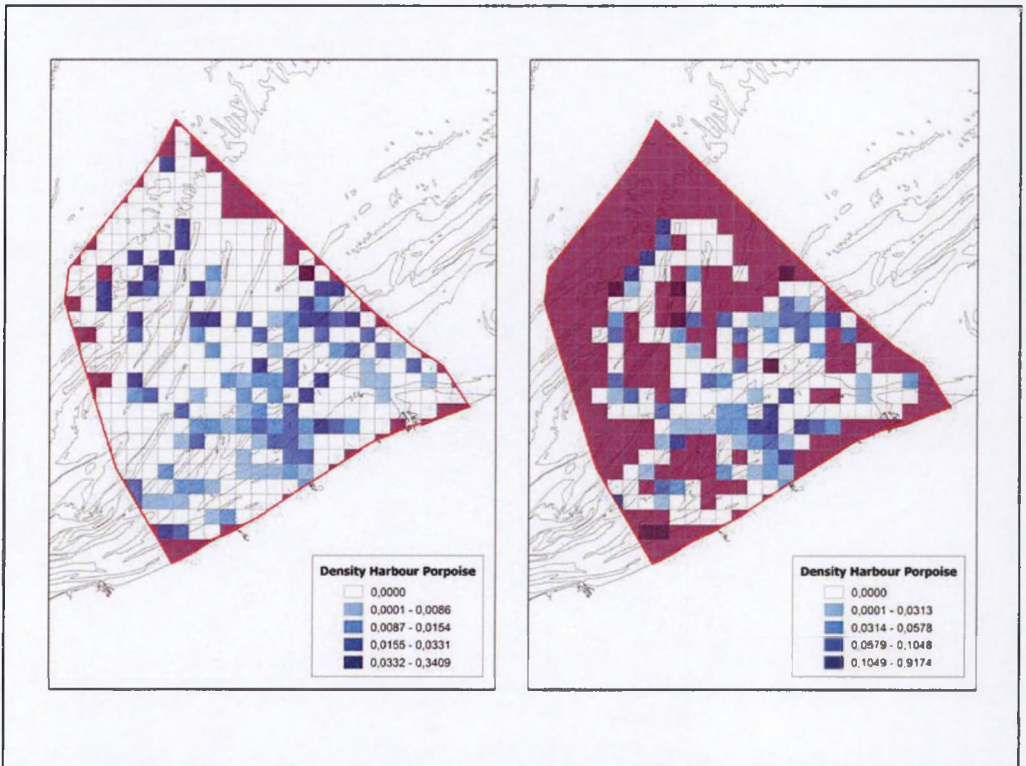 Density Harbour Porpoise
0,0000
0,0001 - 0,0086
0,0087 - 0,0154
0,0155 - 0,0331
0,0332 - 0,3409
Density Harbour Porpoise
0,0000
0,0001 - 0,0313
0,0314 - 0,0578
0,0579 - 0,1048
0,1049 - 0,9174